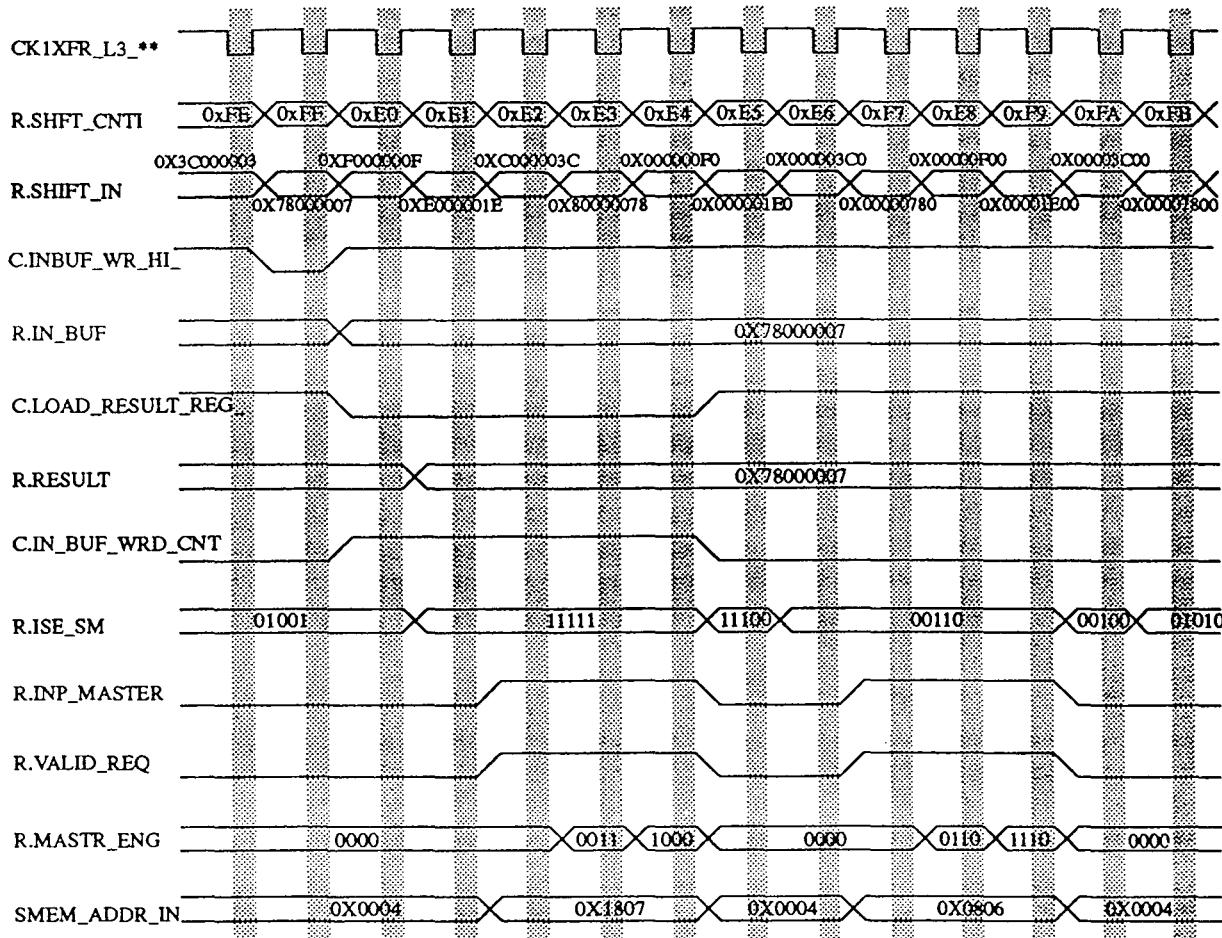 CK1XFR_L3_**
R.SHFT_CNTI 0xFE 0xFF 0xE0 0xE1 0xE2 0xE3 0xE4 0xE5 0xE6 0xF7 0xE8 0xF9 0xFA 0xFB
0X3C000003 0XF000000F 0XC000003C 0X000000F0 0X000003C0 0X00000F00 0X00003C00
R.SHIFT_IN
0X78000007 0XE000001E 0X80000078 0X000001E0 0X00000780 0X00001E00 0X00007800
C.INBUF_WR_HI_
R.IN_BUF 0X78000007
C.LOAD_RESULT_REG_
R.RESULT 0X78000007
C.IN_BUF_WRD_CNT
R.ISE_SM 01001 11111 11100 00110 00100 01010
R.INP_MASTER
R.VALID_REQ
R.MASTR_ENG 0000 0011 1000 0000 0110 1110 0000
SMEM_ADDR_IN 0X0004 0X1807 0X0004 0X0806 0X0004